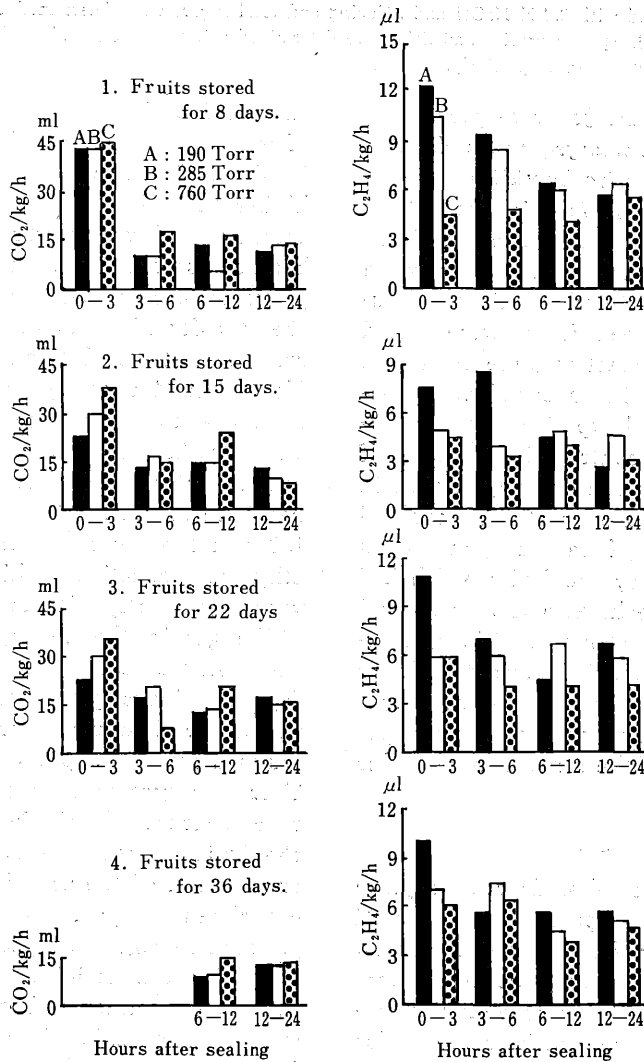 1. Fruits stored
for 8 days.
ml
45
30
15
0
CO₂/kg/h
A B C
A : 190 Torr
B : 285 Torr
C : 760 Torr
0—3 3—6 6—12 12—24
μl
15
12
9
6
3
0
C₂H₄/kg/h
A
B
C
0—3 3—6 6—12 12—24
2. Fruits stored
for 15 days.
ml
45
30
15
0
CO₂/kg/h
0—3 3—6 6—12 12—24
μl
9
6
3
0
C₂H₄/kg/h
0—3 3—6 6—12 12—24
3. Fruits stored
for 22 days
ml
45
30
15
0
CO₂/kg/h
0—3 3—6 6—12 12—24
μl
12
9
6
3
0
C₂H₄/kg/h
0—3 3—6 6—12 12—24
4. Fruits stored
for 36 days.
ml
15
0
CO₂/kg/h
6—12 12—24
Hours after sealing
μl
12
9
6
3
0
C₂H₄/kg/h
0—3 3—6 6—12 12—24
Hours after sealing